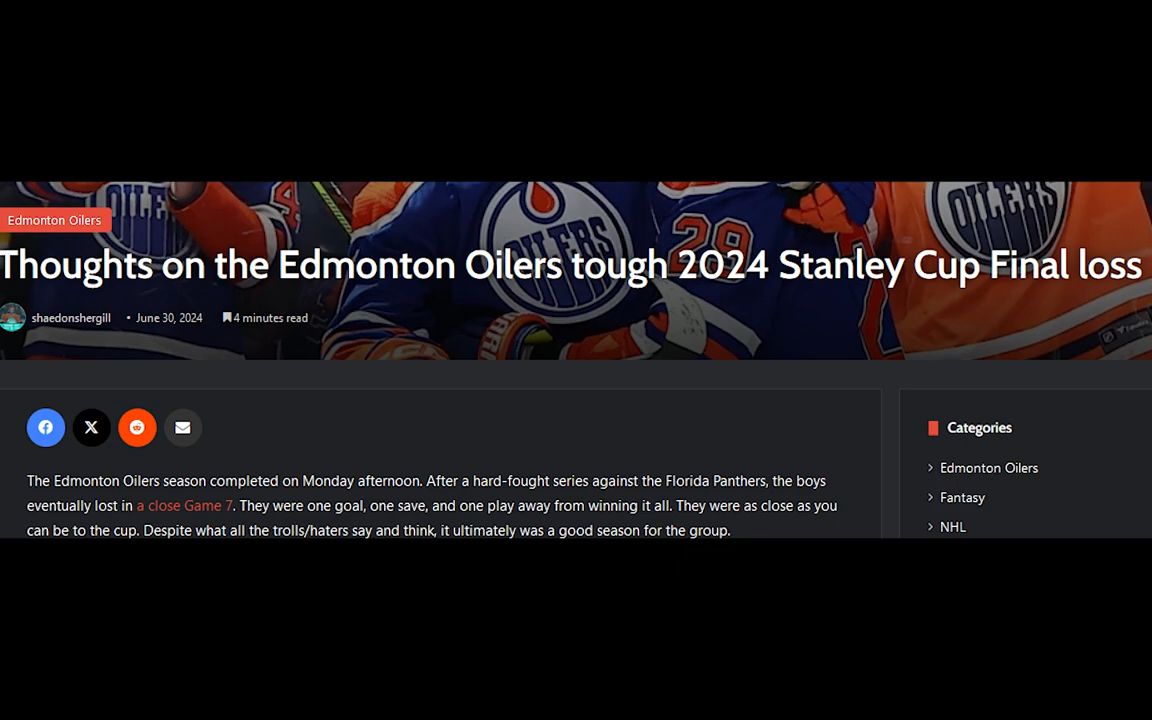 OILERS
OILERS
29
OILERS
Edmonton Oilers
Thoughts on the Edmonton Oilers tough 2024 Stanley Cup Final loss
shaedonshergill • June 30, 2024 4 minutes read
Categories
Edmonton Oilers
Fantasy
NHL
The Edmonton Oilers season completed on Monday afternoon. After a hard-fought series against the Florida Panthers, the boys
eventually lost in a close Game 7. They were one goal, one save, and one play away from winning it all. They were as close as you
can be to the cup. Despite what all the trolls/haters say and think, it ultimately was a good season for the group.